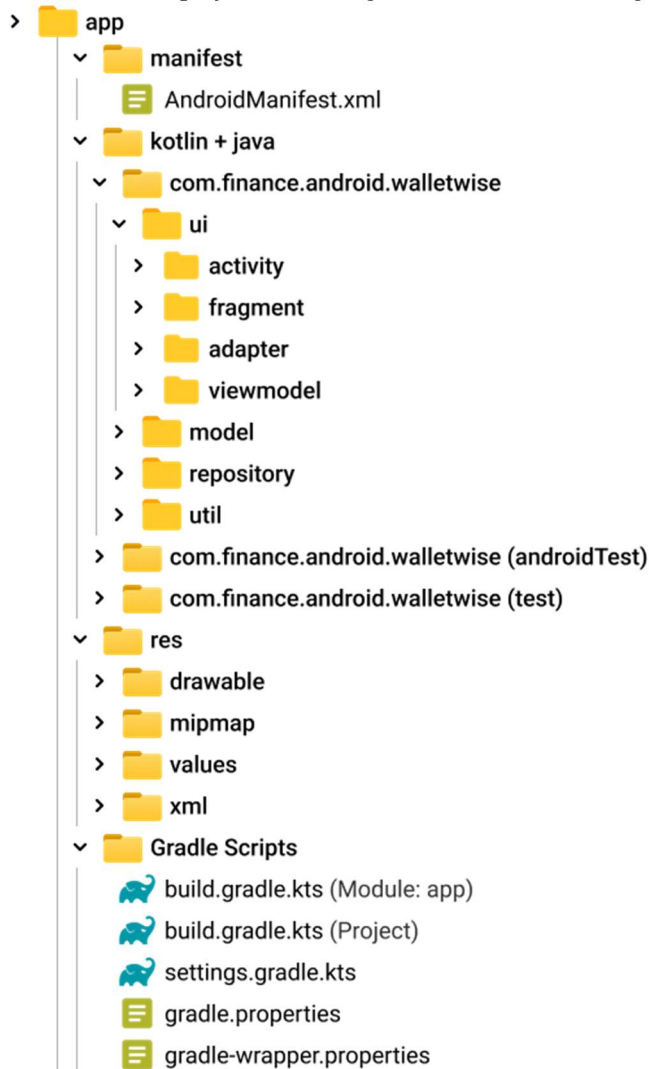 app
manifest
AndroidManifest.xml
kotlin + java
com.finance.android.walletwise
ui
activity
fragment
adapter
viewmodel
model
repository
util
com.finance.android.walletwise (androidTest)
com.finance.android.walletwise (test)
res
drawable
mipmap
values
xml
Gradle Scripts
build.gradle.kts (Module: app)
build.gradle.kts (Project)
settings.gradle.kts
gradle.properties
gradle-wrapper.properties